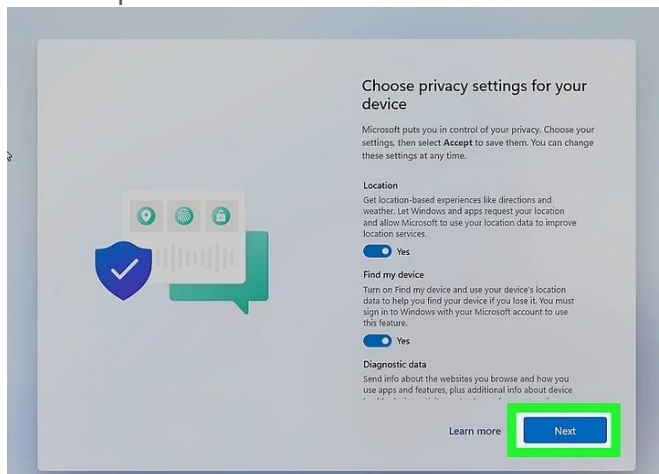 Choose privacy settings for your
device
Microsoft puts you in control of your privacy. Choose your
settings, then select Accept to save them. You can change
these settings at any time.
Location
Get location-based experiences like directions and
weather. Let Windows and apps request your location
and allow Microsoft to use your location data to improve
location services.
Yes
Find my device
Turn on Find my device and use your device's location
data to help you find your device if you lose it. You must
sign in to Windows with your Microsoft account to use
this feature.
Yes
Diagnostic data
Send info about the websites you browse and how you
use apps and features, plus additional info about device
Learn more
Next